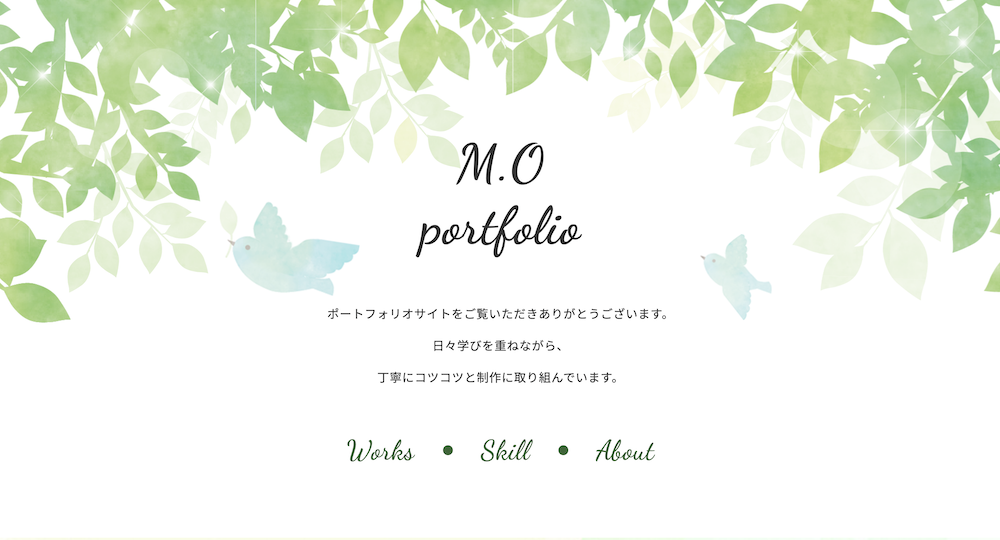 M.O
portfolio
ポートフォリオサイトをご覧いただきありがとうございます。
日々学びを重ねながら、
丁寧にコツコツと制作に取り組んでいます。
Works ● Skill ● About